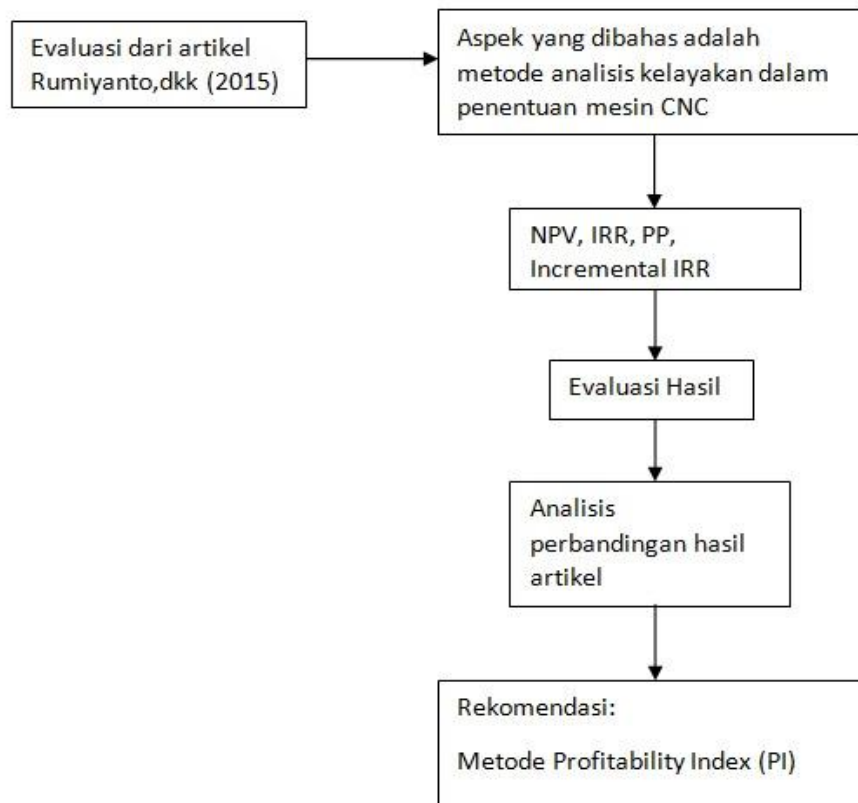 Evaluasi dari artikel
Rumiyanto,dkk (2015)
Aspek yang dibahas adalah
metode analisis kelayakan dalam
penentuan mesin CNC
NPV, IRR, PP,
Incremental IRR
Evaluasi Hasil
Analisis
perbandingan hasil
artikel
Rekomendasi:
Metode Profitability Index (PI)